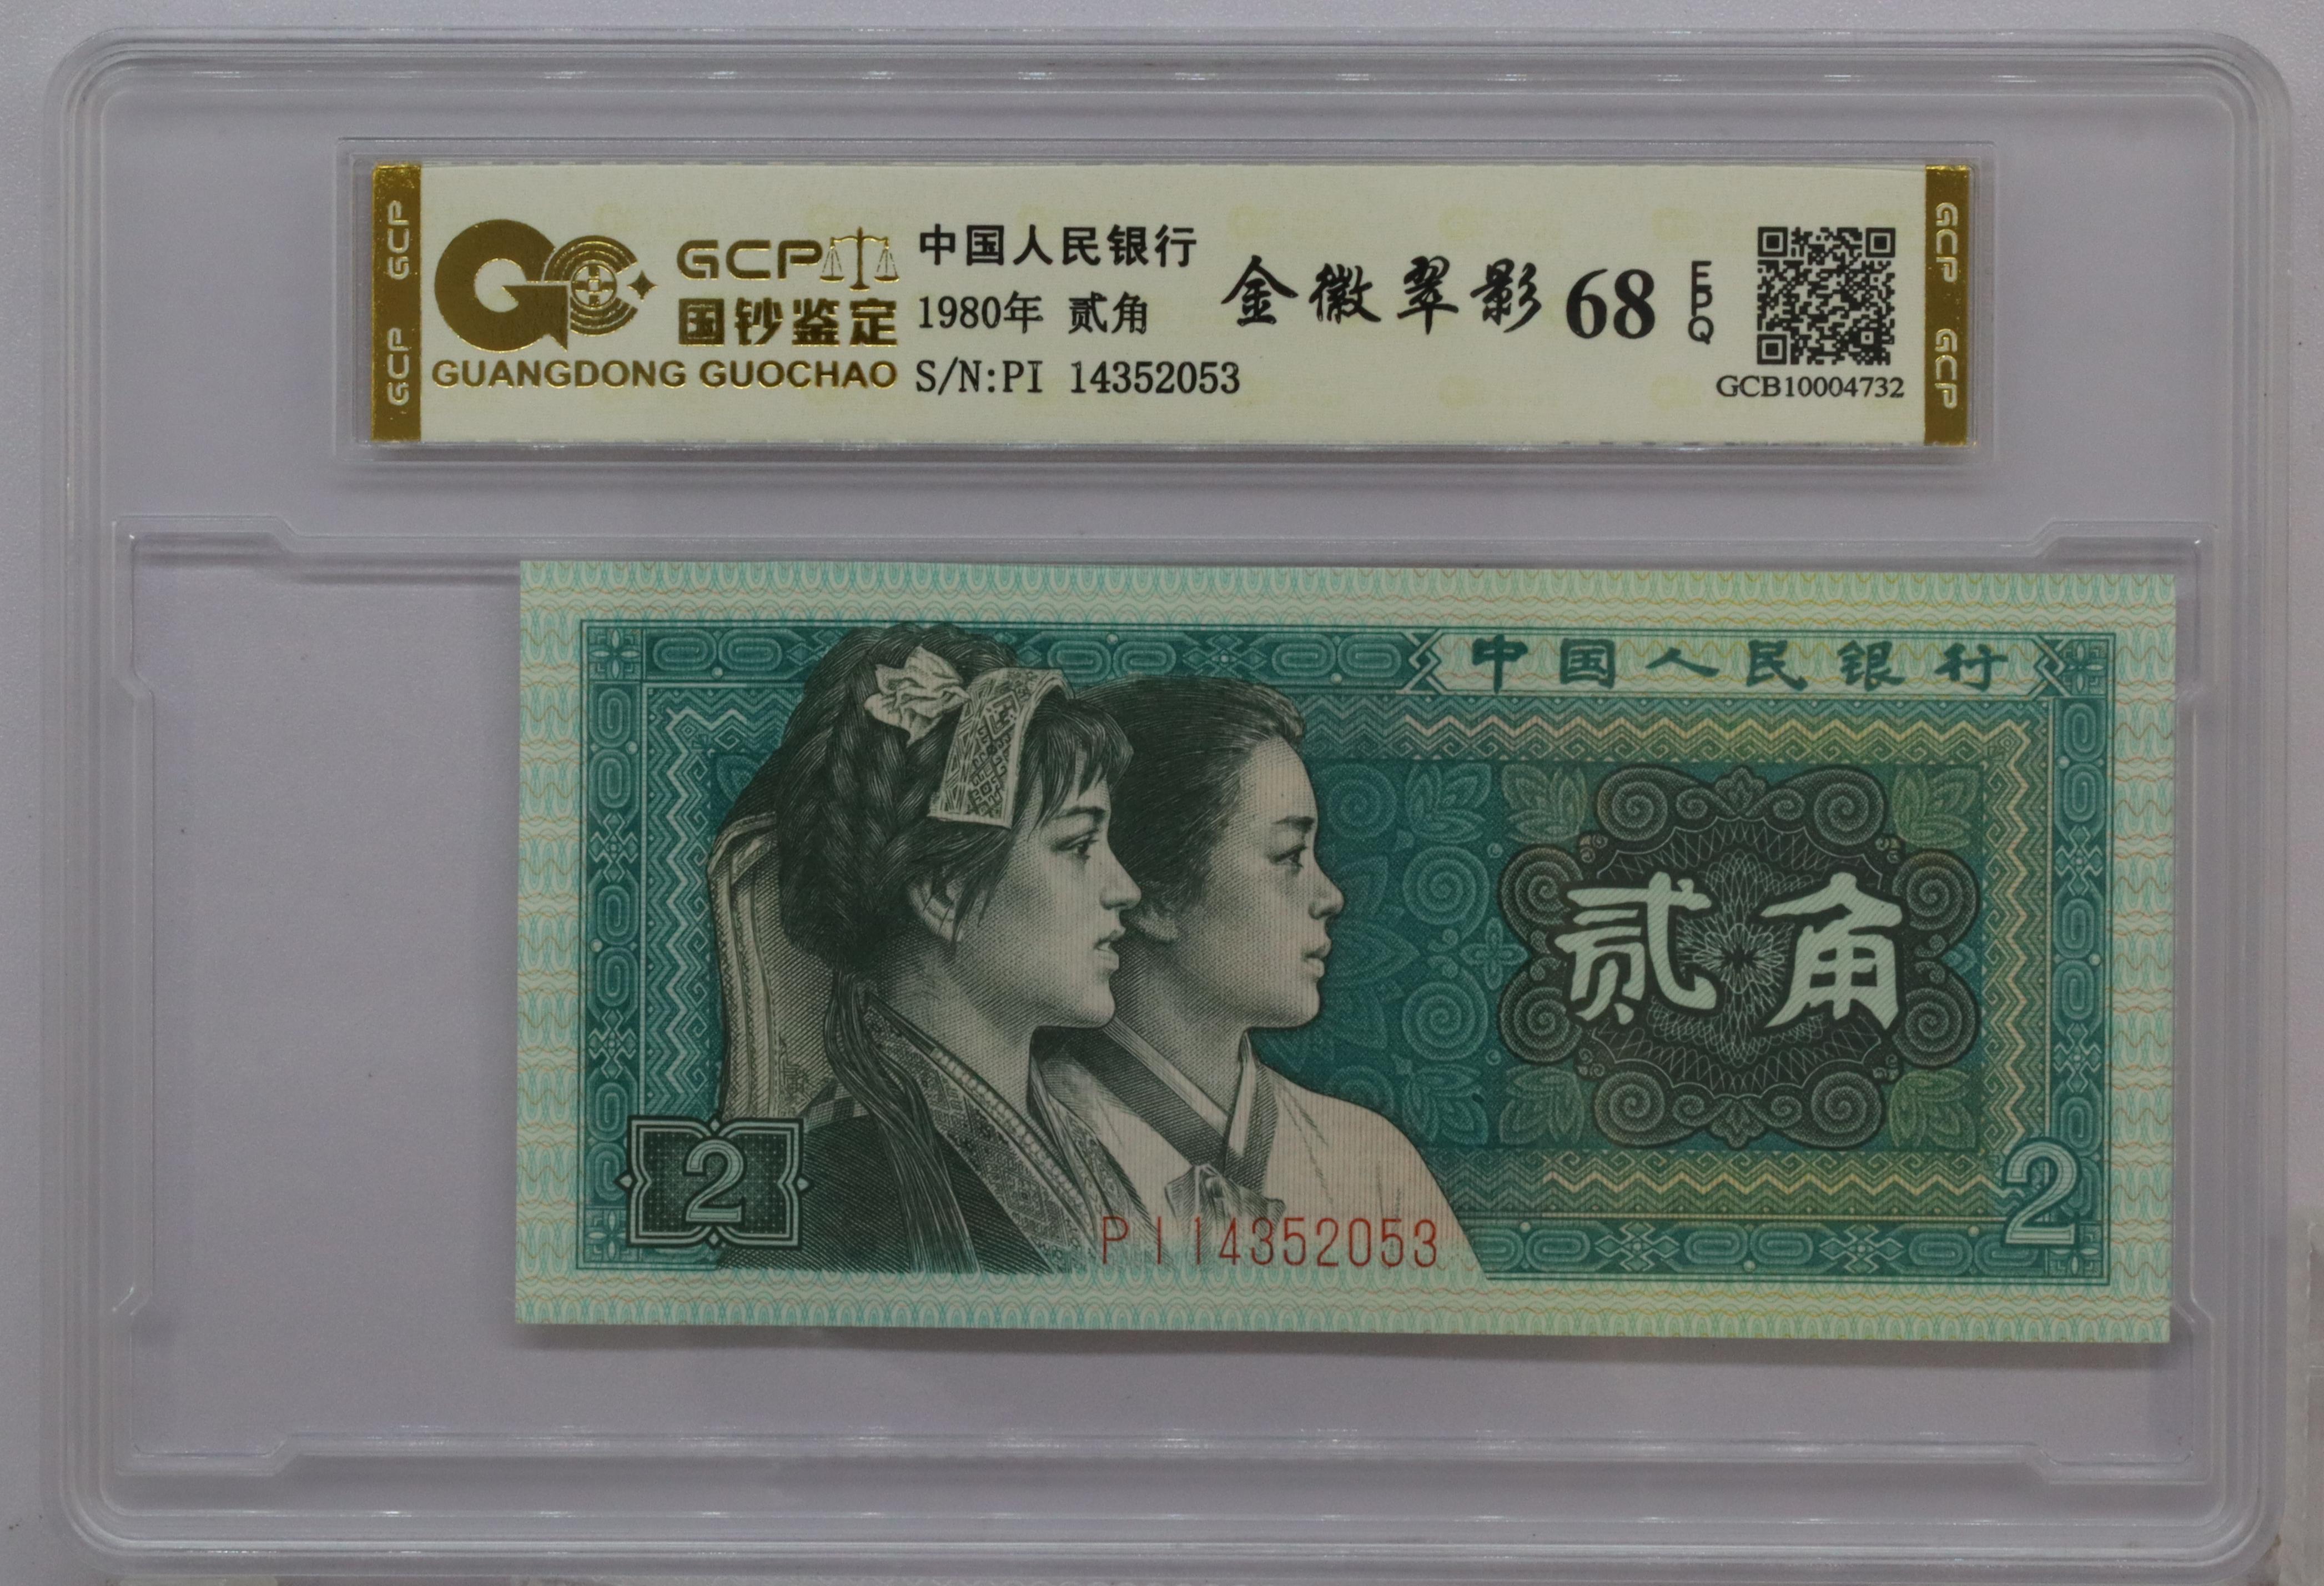 GCP GCP
GCP
国钞鉴定
GUANGDONG GUOCHAO
中国人民银行
1980年 贰角
S/N:PI 14352053
金徽翠影 68 EPQ
GCB10004732
GCP GCP
中国人民银行
贰角
2
2
PI14352053